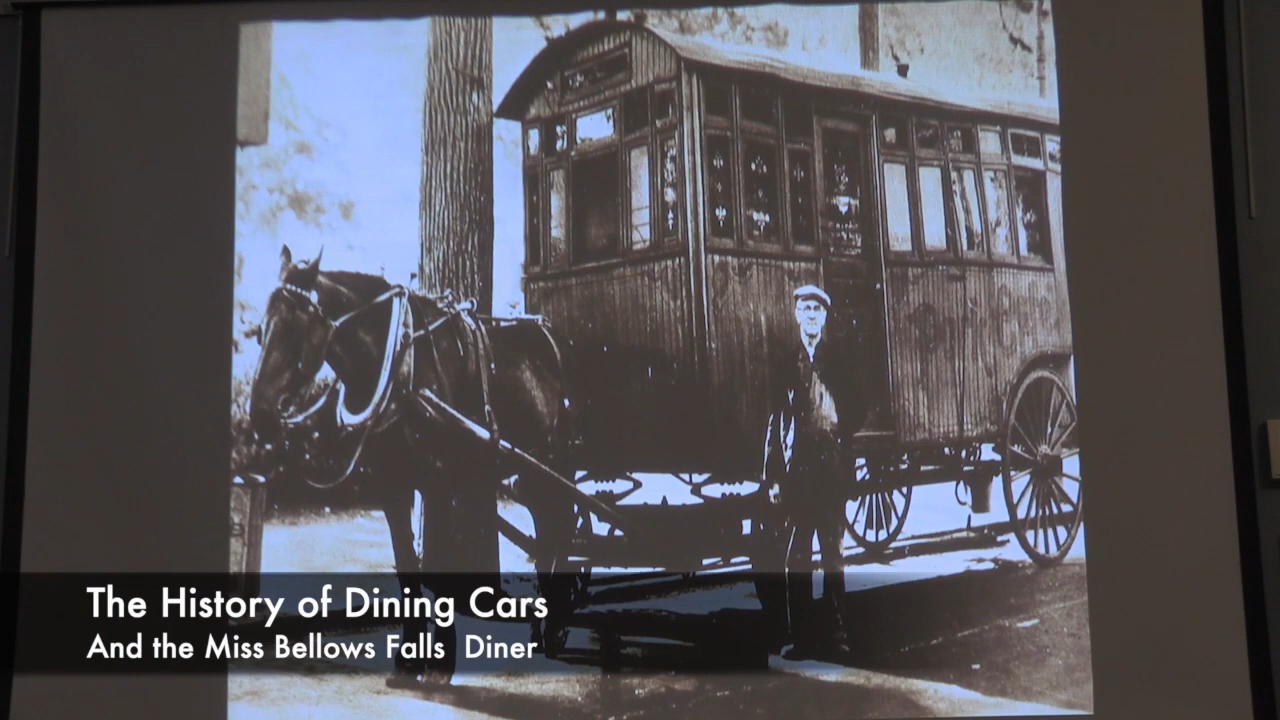 The History of Dining Cars
And the Miss Bellows Falls Diner